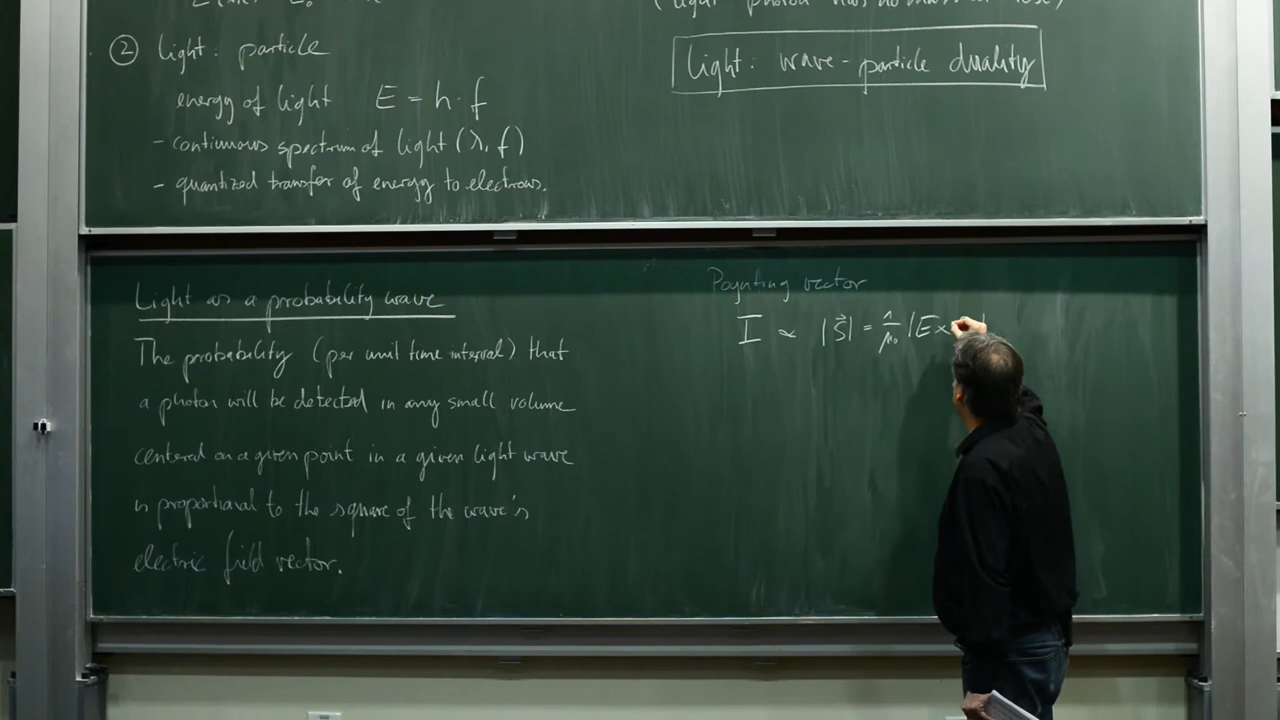 ② light: particle
energy of light E = h·f
- continuous spectrum of light (λ, f)
- quantized transfer of energy to electrons.
light: wave-particle duality
Light as a probability wave
The probability (per unit time interval) that
a photon will be detected in any small volume
centered on a given point in a given light wave
is proportional to the square of the wave's
electric field vector.
Poynting vector
I ∝ |S⃗| = 1/μ₀ |E×